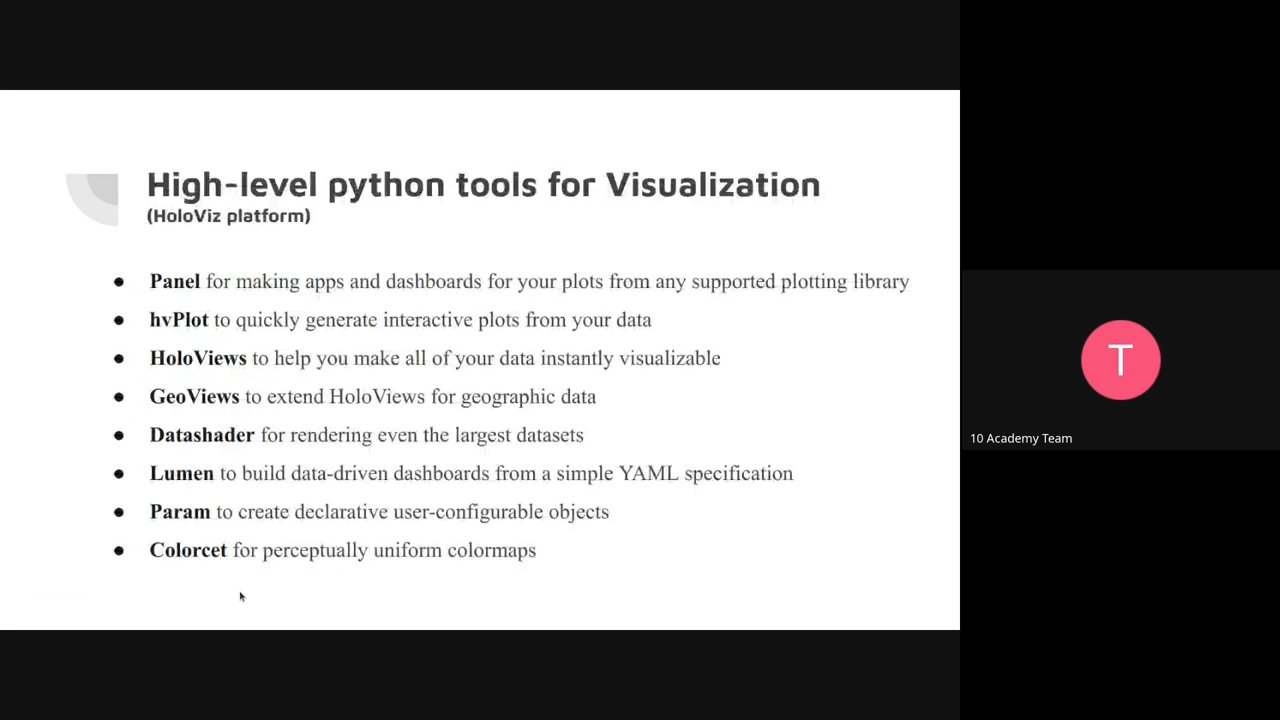 High-level python tools for Visualization
(HoloViz platform)
● Panel for making apps and dashboards for your plots from any supported plotting library
● hvPlot to quickly generate interactive plots from your data
● HoloViews to help you make all of your data instantly visualizable
● GeoViews to extend HoloViews for geographic data
● Datashader for rendering even the largest datasets
● Lumen to build data-driven dashboards from a simple YAML specification
● Param to create declarative user-configurable objects
● Colorcet for perceptually uniform colormaps
T
10 Academy Team